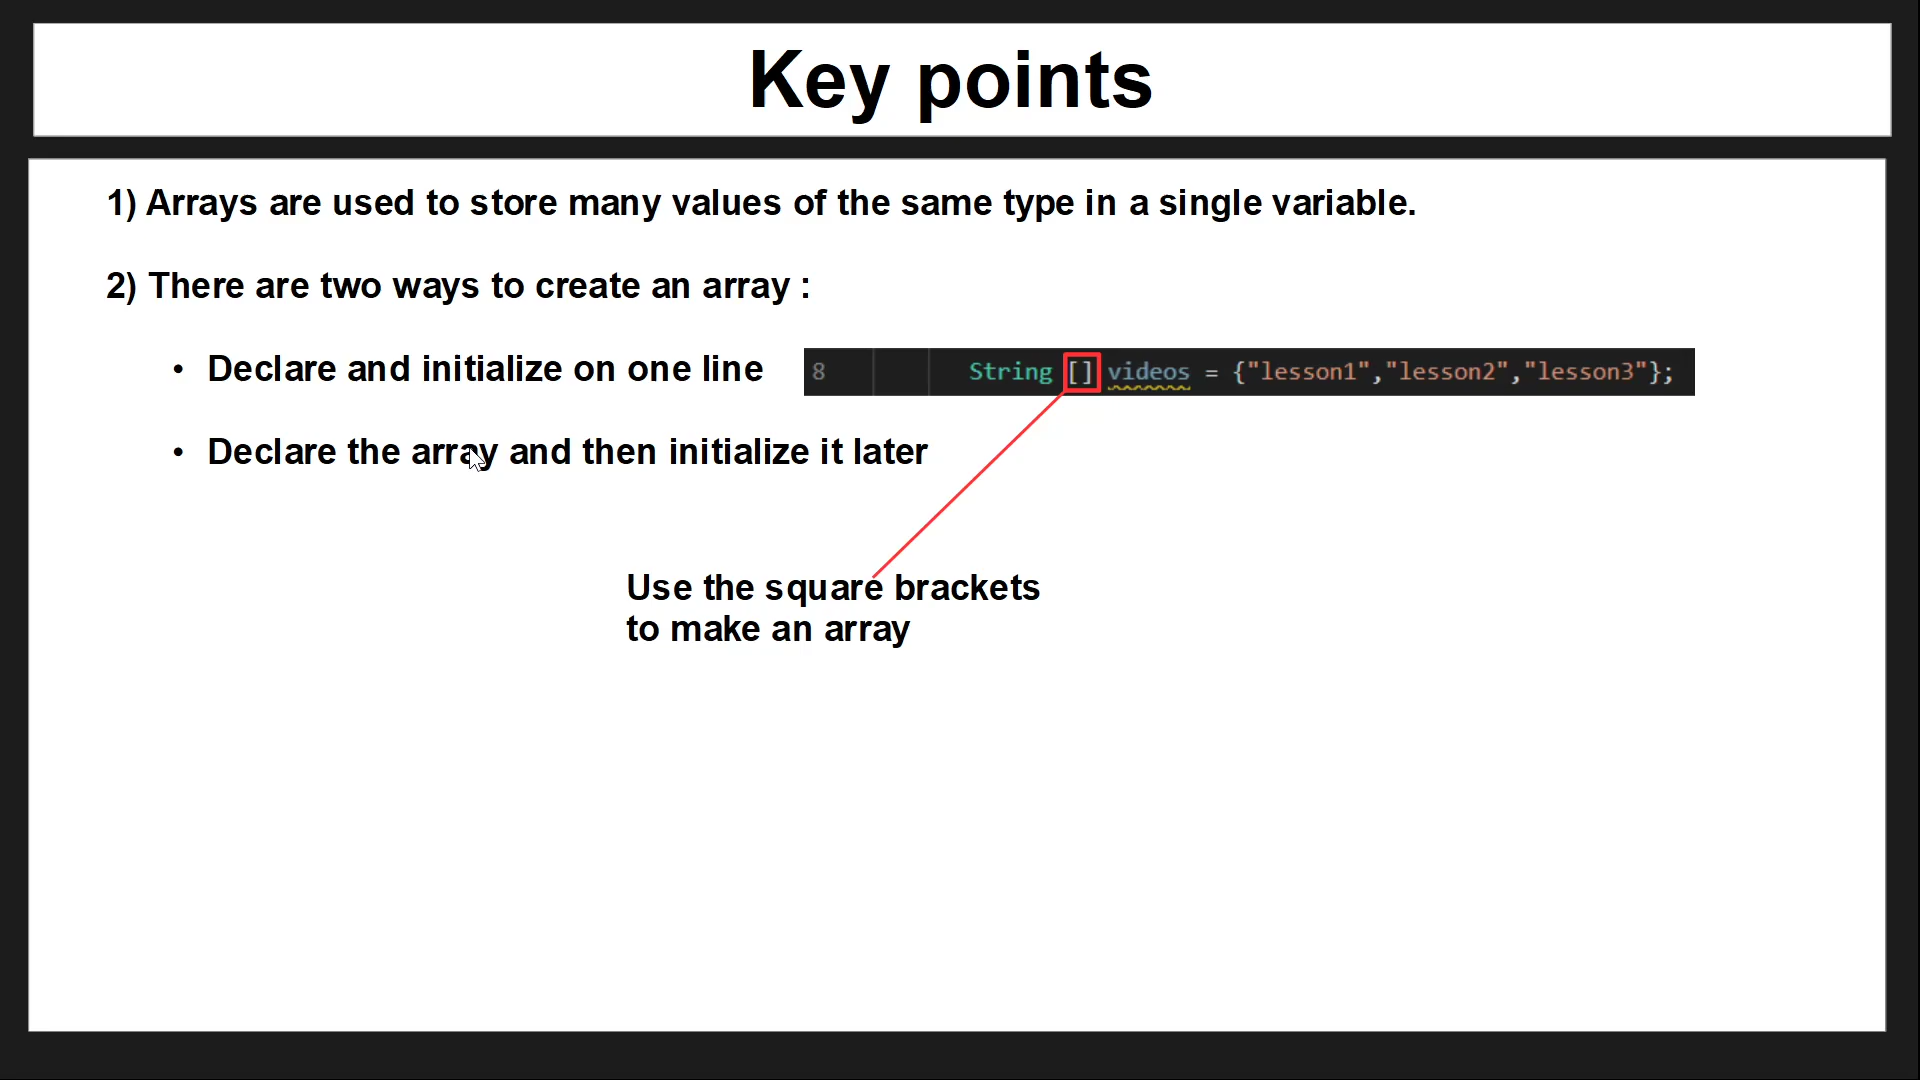 Key points
1) Arrays are used to store many values of the same type in a single variable.
2) There are two ways to create an array :
• Declare and initialize on one line
8 String [] videos = {"lesson1","lesson2","lesson3"};
• Declare the array and then initialize it later
Use the square brackets
to make an array